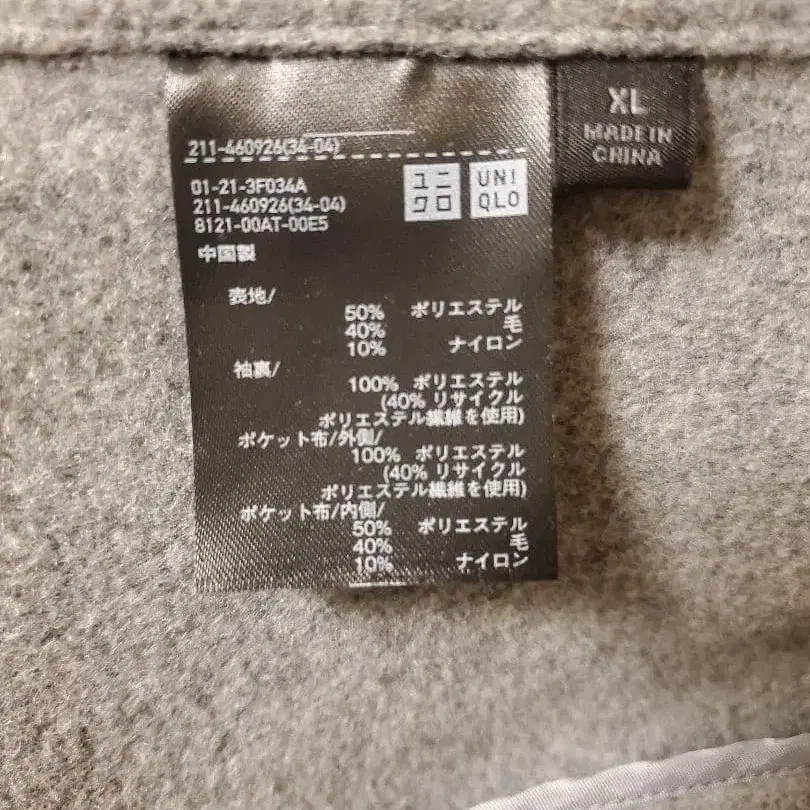 211-460926(34-04)
01-21-3F034A
211-460926(34-04)
8121-00AT-00E5
ユニ
クロ
UNI
QLO
XL
MADE IN
CHINA
中国製
表地/
50% ポリエステル
40% 毛
10% ナイロン
袖裏/
100% ポリエステル
(40% リサイクル
ポリエステル繊維を使用)
ポケット布/外側/
100% ポリエステル
(40% リサイクル
ポリエステル繊維を使用)
ポケット布/内側/
50% ポリエステル
40% 毛
10% ナイロン